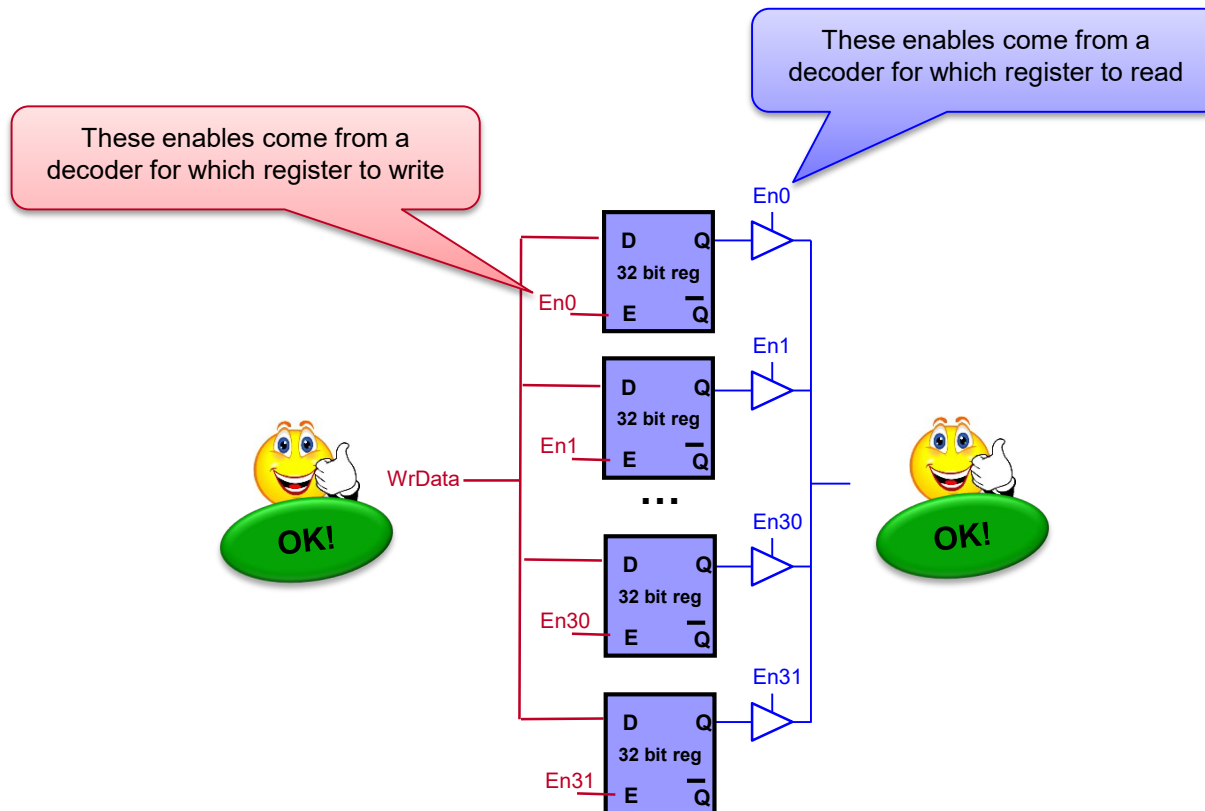 These enables come from a
decoder for which register to read
These enables come from a
decoder for which register to write
En0
D Q
32 bit reg
En0
E Q̅
En1
D Q
32 bit reg
En1
E Q̅
WrData
...
OK!
OK!
En30
D Q
32 bit reg
En30
E Q̅
En31
D Q
32 bit reg
En31
E Q̅